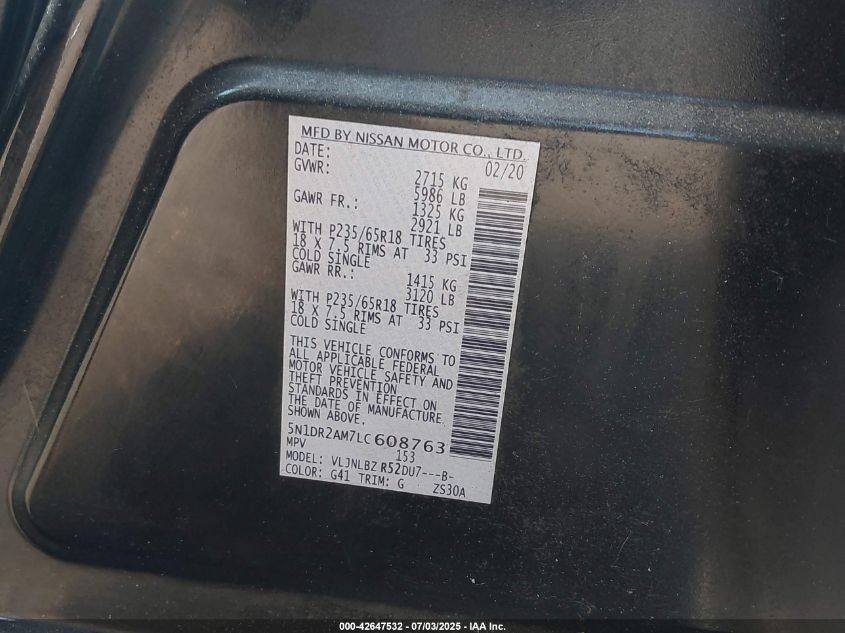 MFD BY NISSAN MOTOR CO., LTD.
DATE: 02/20
GVWR: 2715 KG
5986 LB
GAWR FR.: 1325 KG
2921 LB
WITH P235/65R18 TIRES
18 X 7.5 RIMS AT 33 PSI
COLD SINGLE
GAWR RR.: 1415 KG
3120 LB
WITH P235/65R18 TIRES
18 X 7.5 RIMS AT 33 PSI
COLD SINGLE
THIS VEHICLE CONFORMS TO
ALL APPLICABLE FEDERAL
MOTOR VEHICLE SAFETY AND
THEFT PREVENTION
STANDARDS IN EFFECT ON
THE DATE OF MANUFACTURE
SHOWN ABOVE.
5N1DR2AM7LC608763
MPV 153
MODEL: VLJNLBZ R52DU7---B-
COLOR: G41 TRIM: G ZS30A
000-42647532 - 07/03/2025 - IAA Inc.